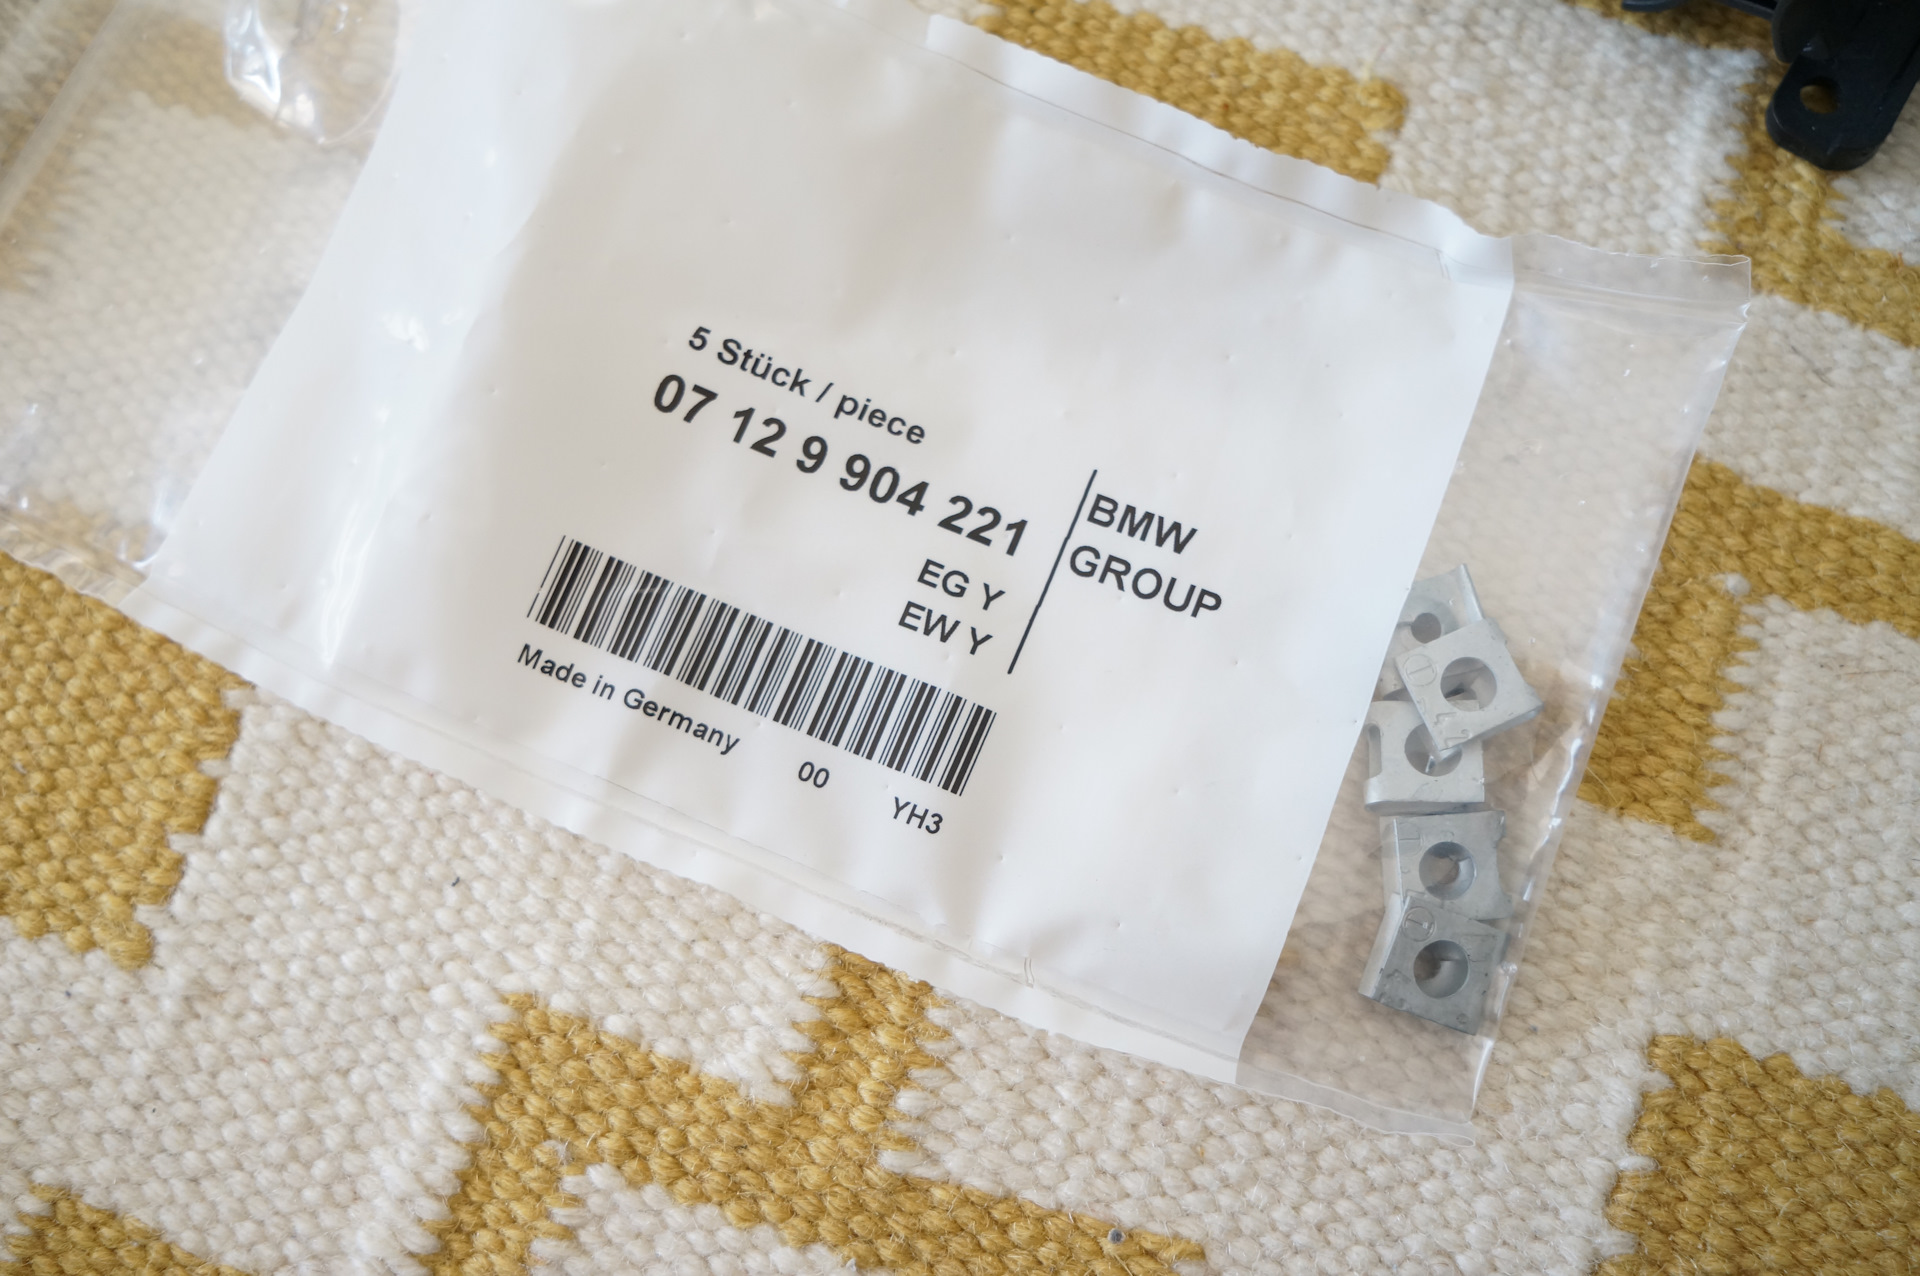 5 Stück / piece
07 12 9 904 221
EG Y
EW Y
BMW
GROUP
Made in Germany
00
YH3